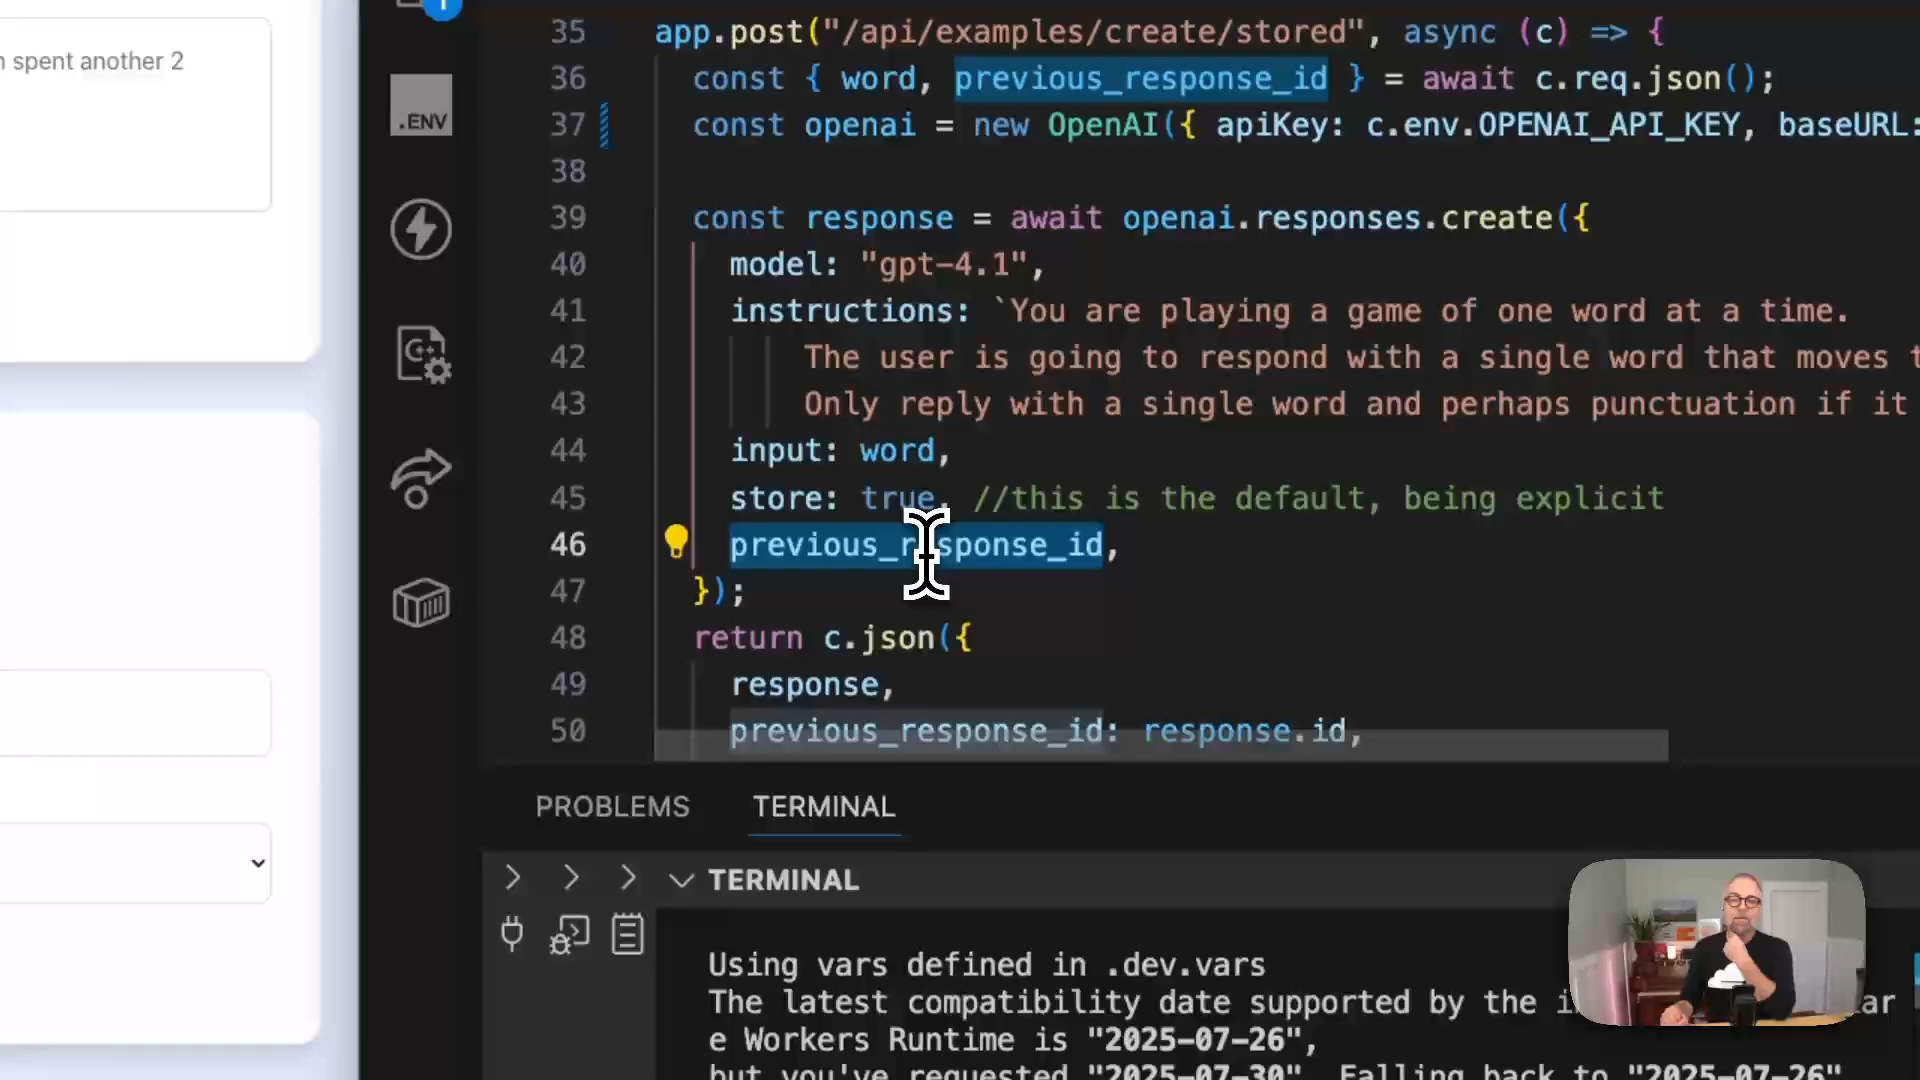 n spent another 2
.ENV
35 app.post("/api/examples/create/stored", async (c) => {
36 const { word, previous_response_id } = await c.req.json();
37 const openai = new OpenAI({ apiKey: c.env.OPENAI_API_KEY, baseURL:
38
39 const response = await openai.responses.create({
40 model: "gpt-4.1",
41 instructions: `You are playing a game of one word at a time.
42 The user is going to respond with a single word that moves t
43 Only reply with a single word and perhaps punctuation if it
44 input: word,
45 store: true, //this is the default, being explicit
46 previous_response_id,
47 });
48 return c.json({
49 response,
50 previous_response_id: response.id,
PROBLEMS TERMINAL
TERMINAL
Using vars defined in .dev.vars
The latest compatibility date supported by the i ar
e Workers Runtime is "2025-07-26",
but you've requested "2025-07-30". Falling back to "2025-07-26"